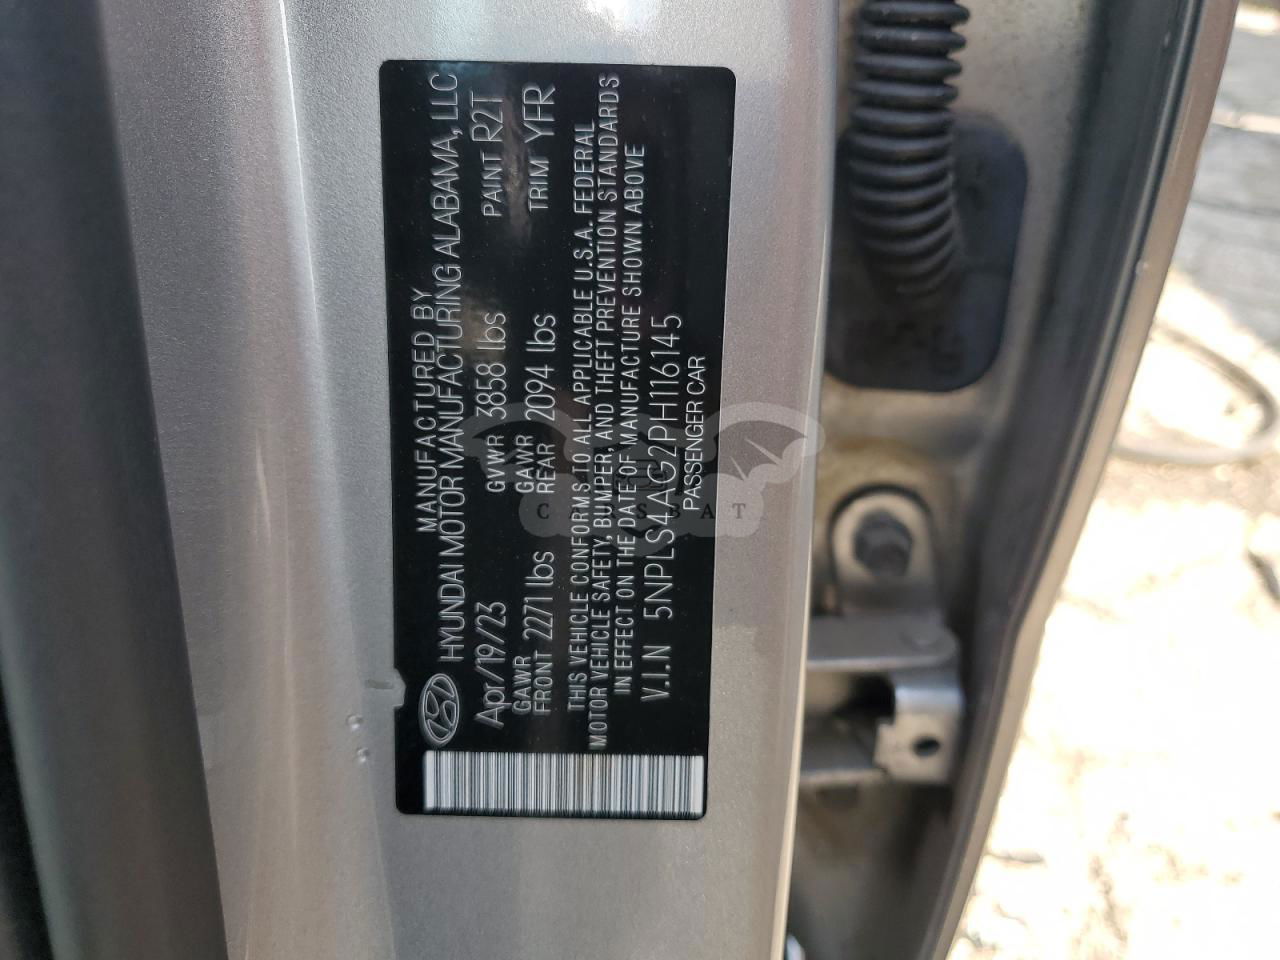 MANUFACTURED BY
HYUNDAI MOTOR MANUFACTURING ALABAMA, LLC
Apr/19/23 GVWR 3858 lbs PAINT R2T
GAWR FRONT 2271 lbs GAWR REAR 2094 lbs TRIM YFR
THIS VEHICLE CONFORMS TO ALL APPLICABLE U.S.A. FEDERAL
MOTOR VEHICLE SAFETY, BUMPER, AND THEFT PREVENTION STANDARDS
IN EFFECT ON THE DATE OF MANUFACTURE SHOWN ABOVE
V.I.N 5NPLS4AG2PH116145
PASSENGER CAR
CARSBAT